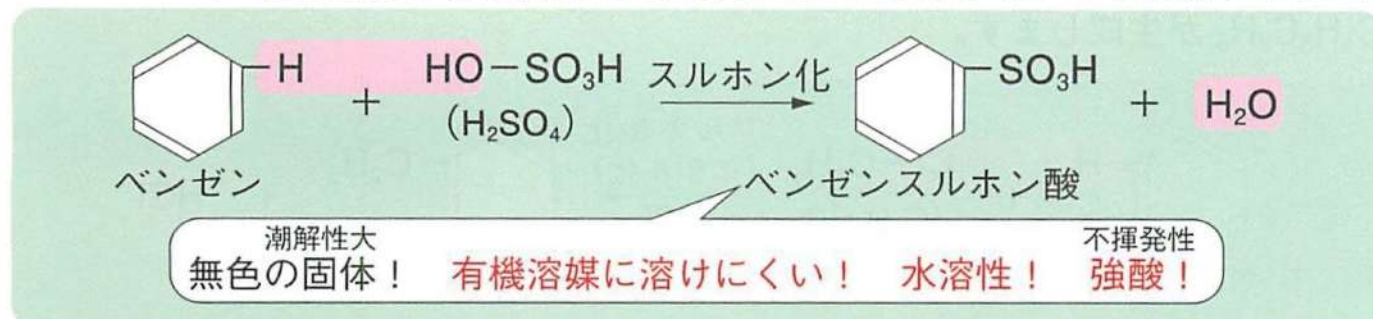 -H + HO-SO₃H スルホン化 -SO₃H + H₂O
(H₂SO₄)
ベンゼン ベンゼンスルホン酸
潮解性大 不揮発性
無色の固体! 有機溶媒に溶けにくい! 水溶性! 強酸!